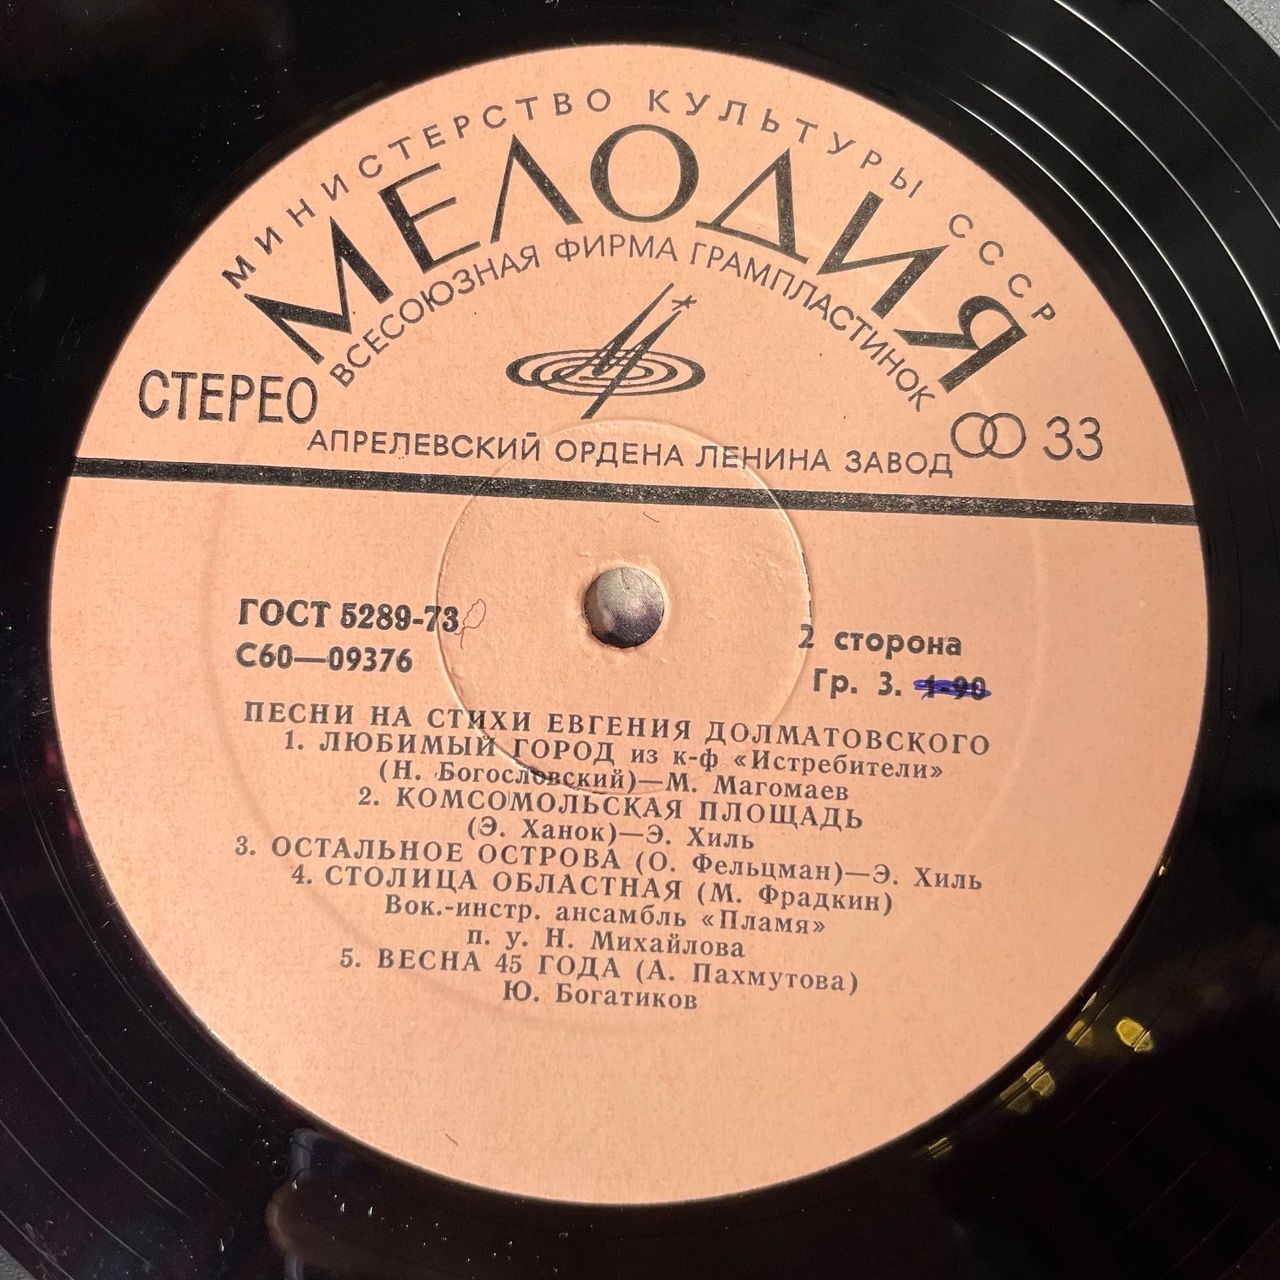 МИНИСТЕРСТВО КУЛЬТУРЫ СССР
МЕЛОДИЯ
ВСЕСОЮЗНАЯ ФИРМА ГРАМПЛАСТИНОК
СТЕРЕО
33
АПРЕЛЕВСКИЙ ОРДЕНА ЛЕНИНА ЗАВОД
ГОСТ 5289-73
С60—09376
2 сторона
Гр. 3. 1-90
ПЕСНИ НА СТИХИ ЕВГЕНИЯ ДОЛМАТОВСКОГО
1. ЛЮБИМЫЙ ГОРОД из к-ф «Истребители»
(Н. Богословский)—М. Магомаев
2. КОМСОМОЛЬСКАЯ ПЛОЩАДЬ
(Э. Ханок)—Э. Хиль
3. ОСТАЛЬНОЕ ОСТРОВА (О. Фельцман)—Э. Хиль
4. СТОЛИЦА ОБЛАСТНАЯ (М. Фрадкин)
Вок.-инстр. ансамбль «Пламя»
п. у. Н. Михайлова
5. ВЕСНА 45 ГОДА (А. Пахмутова)
Ю. Богатиков